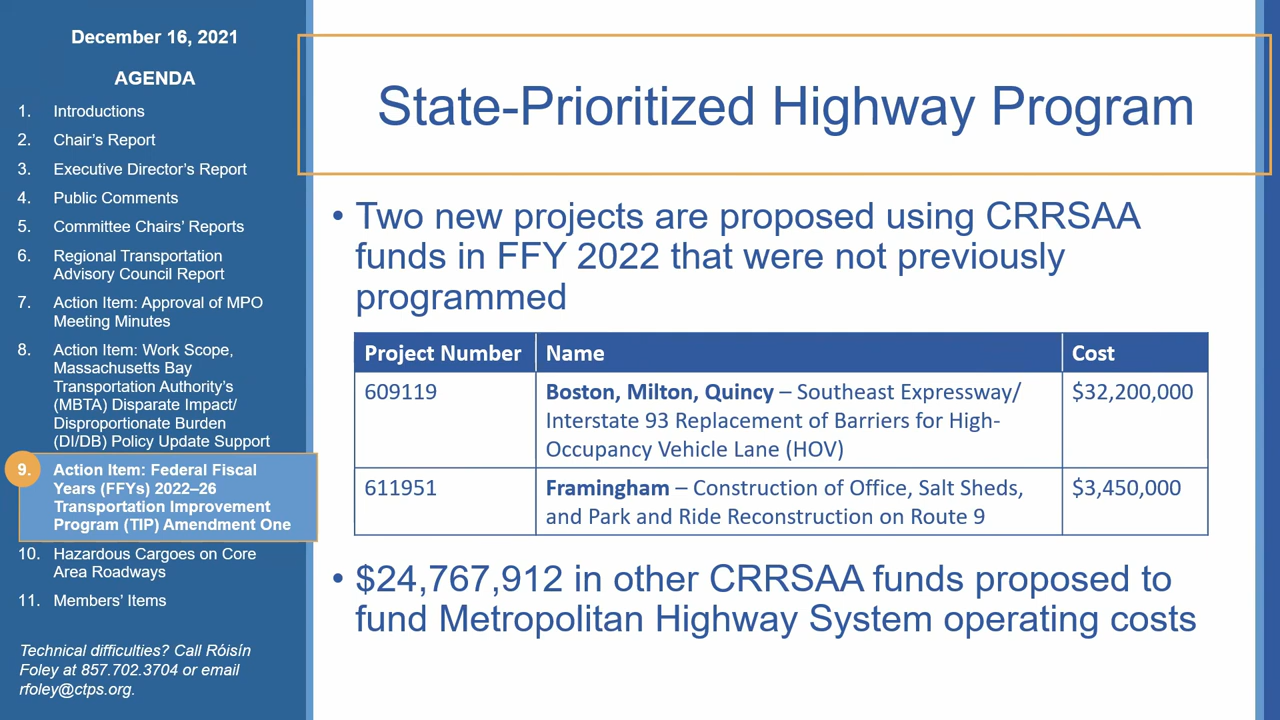 December 16, 2021
AGENDA
1. Introductions
2. Chair's Report
3. Executive Director's Report
4. Public Comments
5. Committee Chairs' Reports
6. Regional Transportation
Advisory Council Report
7. Action Item: Approval of MPO
Meeting Minutes
8. Action Item: Work Scope,
Massachusetts Bay
Transportation Authority's
(MBTA) Disparate Impact/
Disproportionate Burden
(DI/DB) Policy Update Support
9. Action Item: Federal Fiscal
Years (FFYs) 2022–26
Transportation Improvement
Program (TIP) Amendment One
10. Hazardous Cargoes on Core
Area Roadways
11. Members' Items
Technical difficulties? Call Róisín
Foley at 857.702.3704 or email
rfoley@ctps.org.
State-Prioritized Highway Program
• Two new projects are proposed using CRRSAA
funds in FFY 2022 that were not previously
programmed
Project Number Name Cost
609119 Boston, Milton, Quincy – Southeast Expressway/ $32,200,000
Interstate 93 Replacement of Barriers for High-
Occupancy Vehicle Lane (HOV)
611951 Framingham – Construction of Office, Salt Sheds, $3,450,000
and Park and Ride Reconstruction on Route 9
• $24,767,912 in other CRRSAA funds proposed to
fund Metropolitan Highway System operating costs